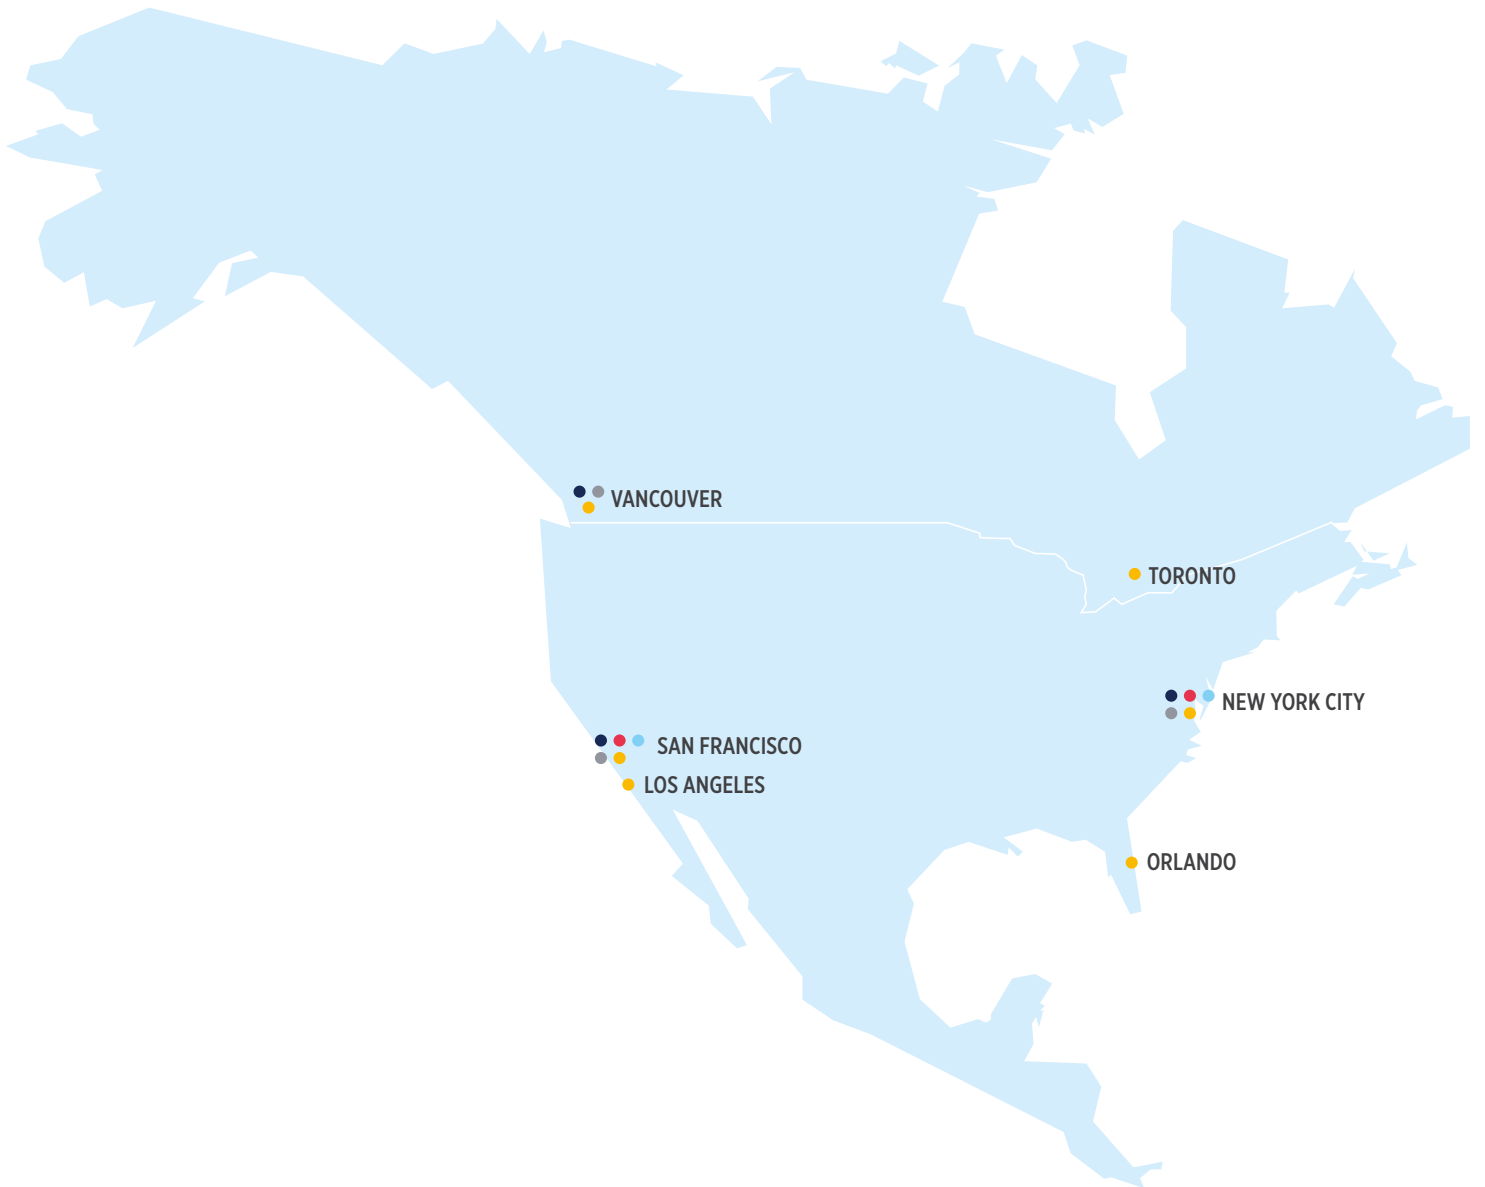 VANCOUVER
TORONTO
NEW YORK CITY
SAN FRANCISCO
LOS ANGELES
ORLANDO